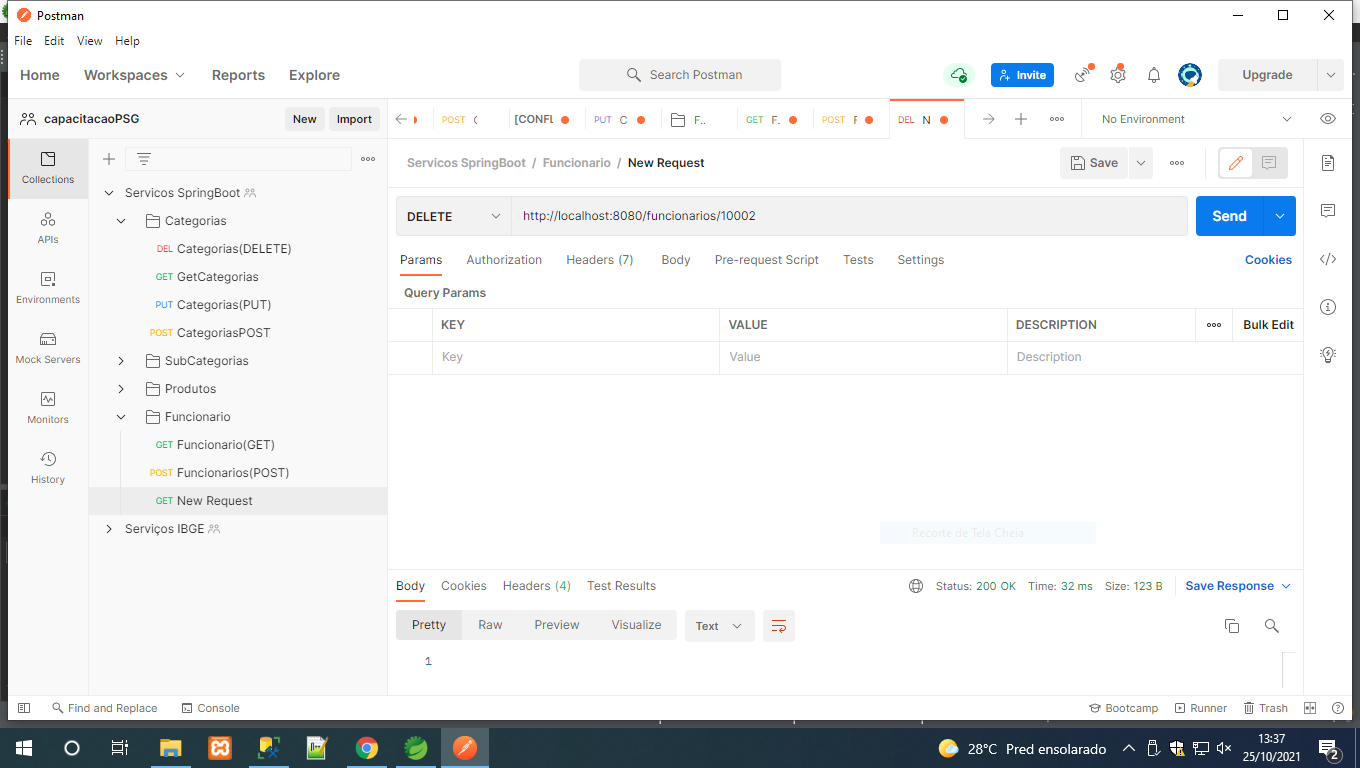 Postman
File Edit View Help
Home Workspaces Reports Explore Search Postman Invite Upgrade
capacitacaoPSG New Import POST [CONFL PUT C F.. GET F. POST F DEL N No Environment
Collections
APIs
Environments
Mock Servers
Monitors
History
Servicos SpringBoot
Categorias
DEL Categorias(DELETE)
GET GetCategorias
PUT Categorias(PUT)
POST CategoriasPOST
SubCategorias
Produtos
Funcionario
GET Funcionario(GET)
POST Funcionarios(POST)
GET New Request
Serviços IBGE
Servicos SpringBoot / Funcionario / New Request Save
DELETE http://localhost:8080/funcionarios/10002 Send
Params Authorization Headers (7) Body Pre-request Script Tests Settings Cookies
Query Params
KEY VALUE DESCRIPTION Bulk Edit
Key Value Description
Recorte de Tela Cheia
Body Cookies Headers (4) Test Results Status: 200 OK Time: 32 ms Size: 123 B Save Response
Pretty Raw Preview Visualize Text
1
Find and Replace Console Bootcamp Runner Trash
28°C Pred ensolarado 13:37
25/10/2021
2